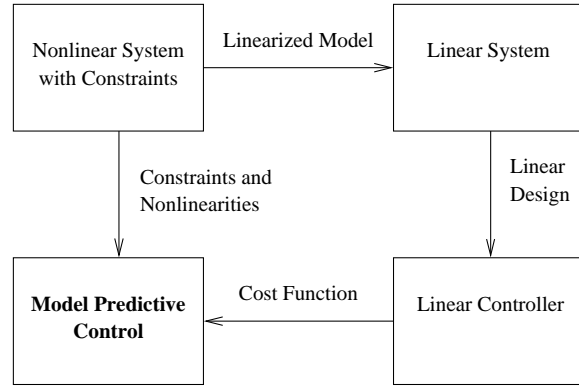 Nonlinear System
with Constraints
Linearized Model
Linear System
Constraints and
Nonlinearities
Linear
Design
Model Predictive
Control
Cost Function
Linear Controller